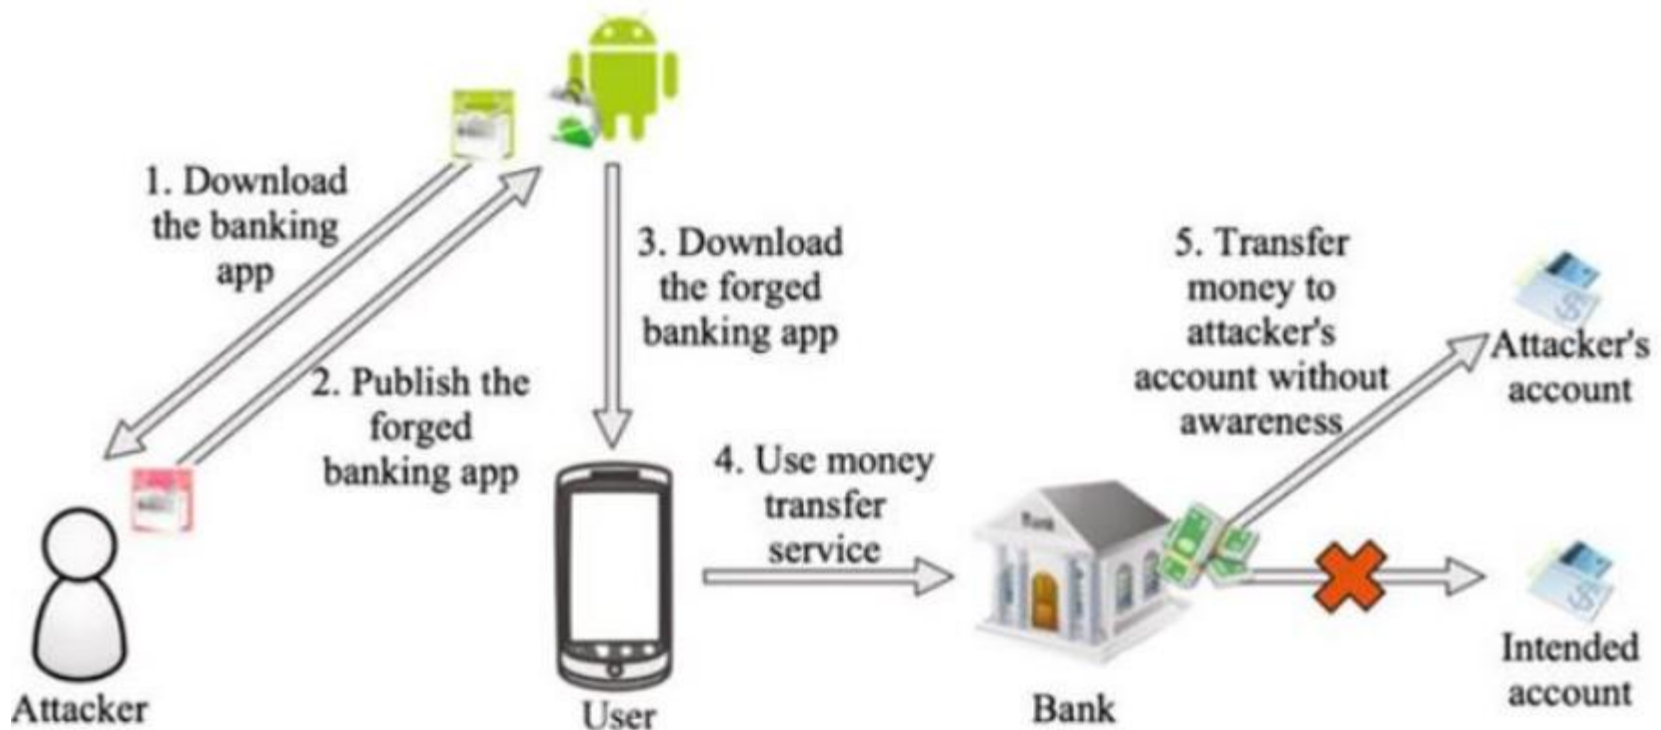 1. Download
the banking
app
2. Publish the
forged
banking app
3. Download
the forged
banking app
4. Use money
transfer
service
5. Transfer
money to
attacker's
account without
awareness
Attacker's
account
Bank
Intended
account
Attacker
User
Bank